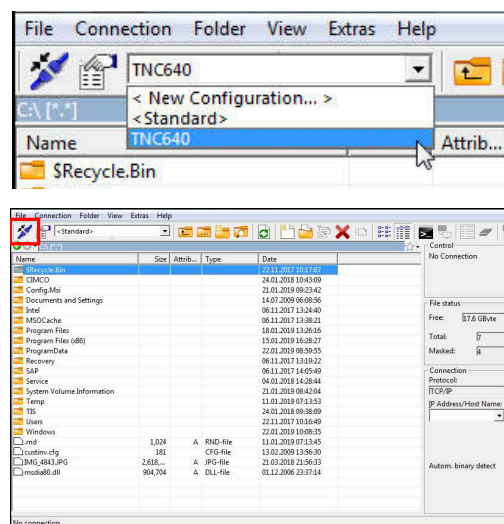 File Connection Folder View Extras Help
TNC640
C:\ [*.*]
< New Configuration... >
<Standard>
TNC640
Name Attrib...
$Recycle.Bin
File Connection Folder View Extras Help
<Standard>
C:\ [*.*]
Control
No Connection
Name Size Attrib... Type Date
$Recycle.Bin 22.11.2017 10:17:07
CIMCO 24.01.2018 10:43:09
Config.Msi 21.01.2019 09:23:42
Documents and Settings 14.07.2009 06:08:56
Intel 06.11.2017 13:24:40
MSOCache 06.11.2017 13:38:21
Program Files 18.01.2019 13:26:16
Program Files (x86) 15.01.2019 16:28:27
ProgramData 22.01.2019 08:59:55
Recovery 06.11.2017 13:19:22
SAP 06.11.2017 14:05:49
Service 04.01.2018 14:28:44
System Volume Information 21.01.2019 08:42:04
Temp 11.01.2019 07:13:53
TIS 24.01.2018 09:38:09
Users 22.11.2017 10:16:49
Windows 22.01.2019 10:08:35
.rnd 1,024 A RND-file 11.01.2019 07:13:45
custinv.cfg 181 CFG-file 13.02.2009 13:56:30
IMG_4843.JPG 2,618,... A JPG-file 21.03.2018 21:56:33
msdia80.dll 904,704 A DLL-file 01.12.2006 23:37:14
File status
Free: 17.6 GByte
Total: 7
Masked: 4
Connection
Protocol:
TCP/IP
IP Address/Host Name:
Autom. binary detect
No connection